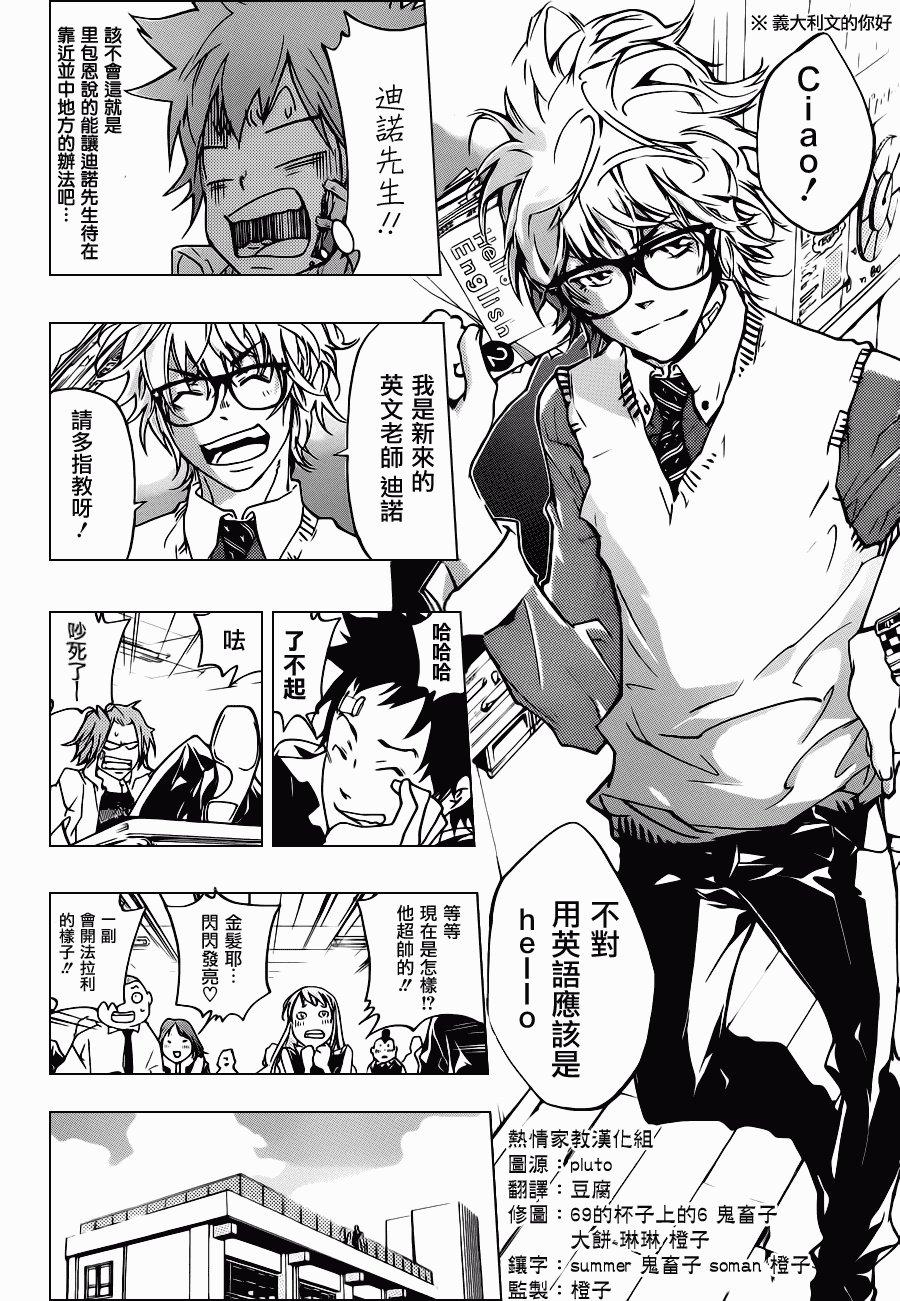 ※ 義大利文的你好
Ciao!
Hello
English
?
不對
用英語應該是
hello
迪諾先生!!
該不會這就是
里包恩說的能讓迪諾先生待在
靠近並中地方的辦法吧…
我是新來的
英文老師 迪諾
請多指教呀!
哈哈哈
了不起
呿
吵死了—
等等
現在是怎樣!?
他超帥的!!
金髮耶…
閃閃發亮♡
一副
會開法拉利
的樣子!!
熱情家教漢化組
圖源：pluto
翻譯：豆腐
修圖：69的杯子上的6 鬼畜子
大餅 琳琳 橙子
鑲字：summer 鬼畜子 soman 橙子
監製：橙子